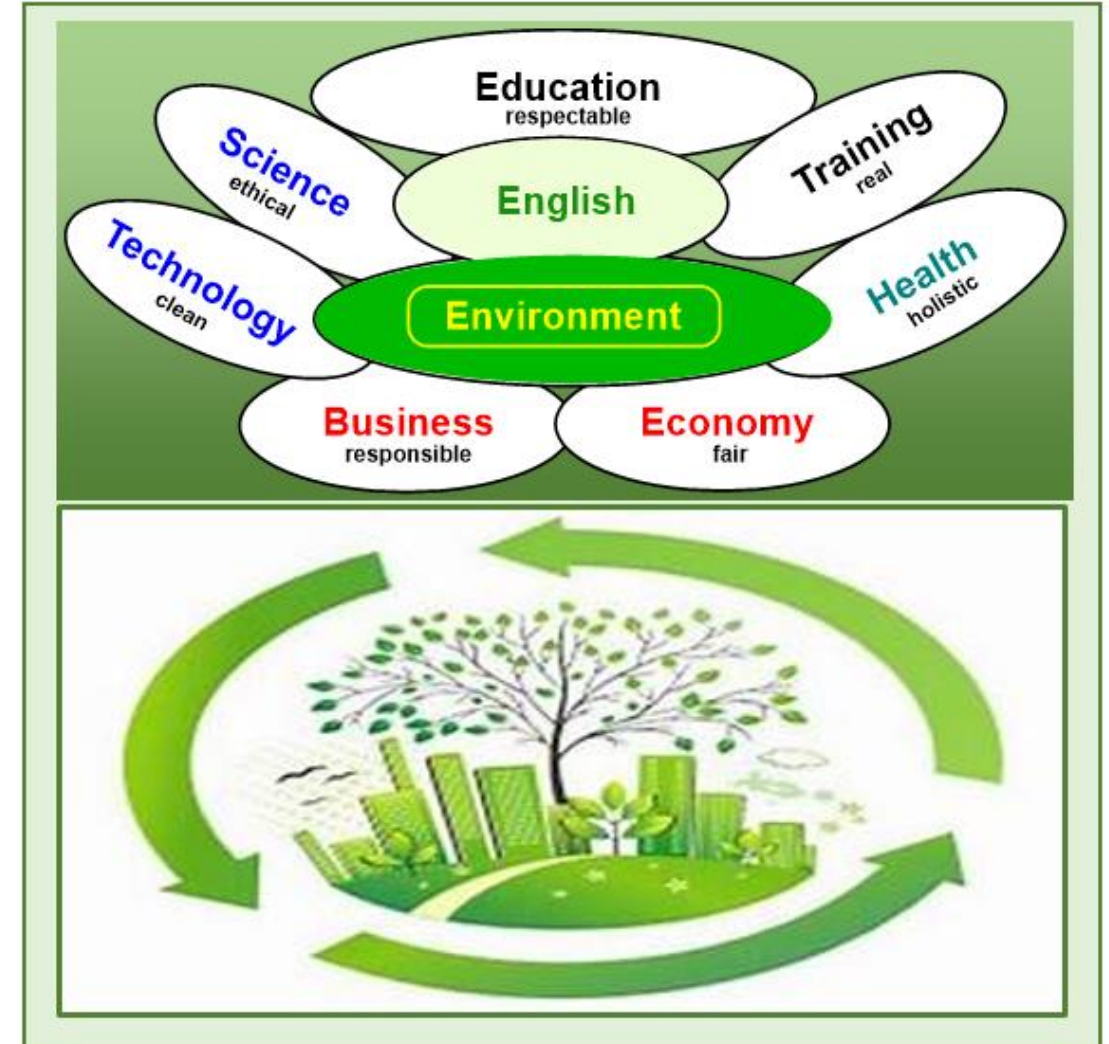 Education
respectable
Science
ethical
Training
real
English
Technology
clean
Health
holistic
Environment
Business
responsible
Economy
fair